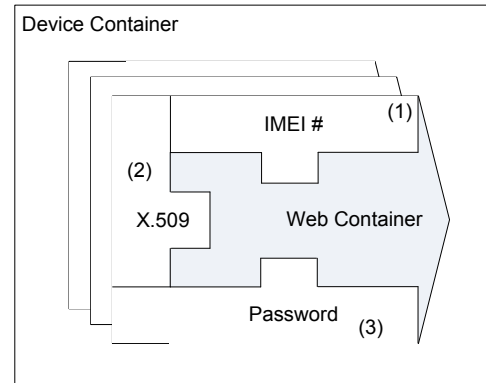 Device Container
IMEI #
(1)
(2)
X.509
Web Container
Password
(3)